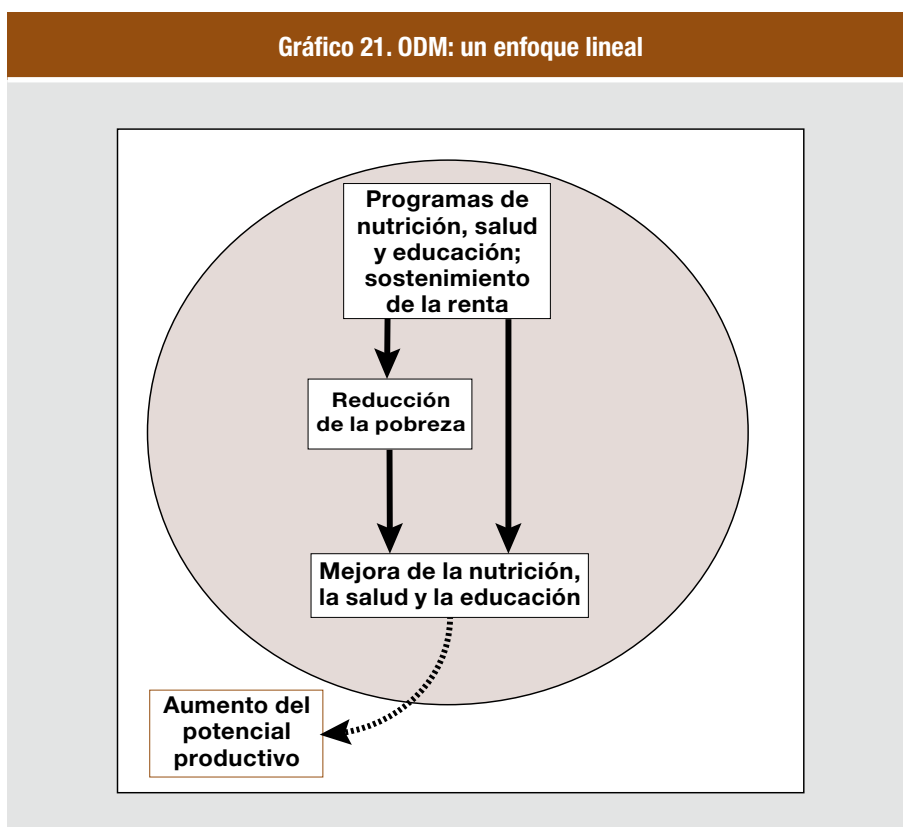 Gráfico 21. ODM: un enfoque lineal
Programas de
nutrición, salud
y educación;
sostenimiento
de la renta
Reducción
de la pobreza
Mejora de la nutrición,
la salud y la educación
Aumento del
potencial
productivo